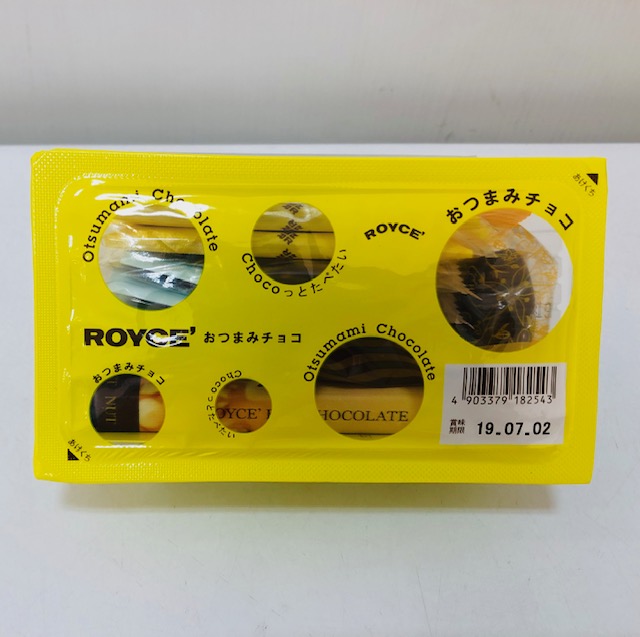 あけくち
Otsumami Chocolate
Chocoっとたべたい
ROYCE'
おつまみチョコ
ROYCE' おつまみチョコ
Otsumami Chocolate
おつまみチョコ
NUT
Chocoっとたべたい
OYCE'
CHOCOLATE
4 903379 182543
賞味
期限
19.07.02
あけくち